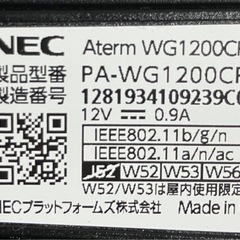 NEC Aterm WG1200CR
製品型番 PA-WG1200CR
製造番号 1281934109239C0
12V ⎓ 0.9A
IEEE802.11b/g/n
IEEE802.11a/n/ac
J52 W52 W53 W56
W52/W53は屋内使用限定
NECプラットフォームズ株式会社 Made in